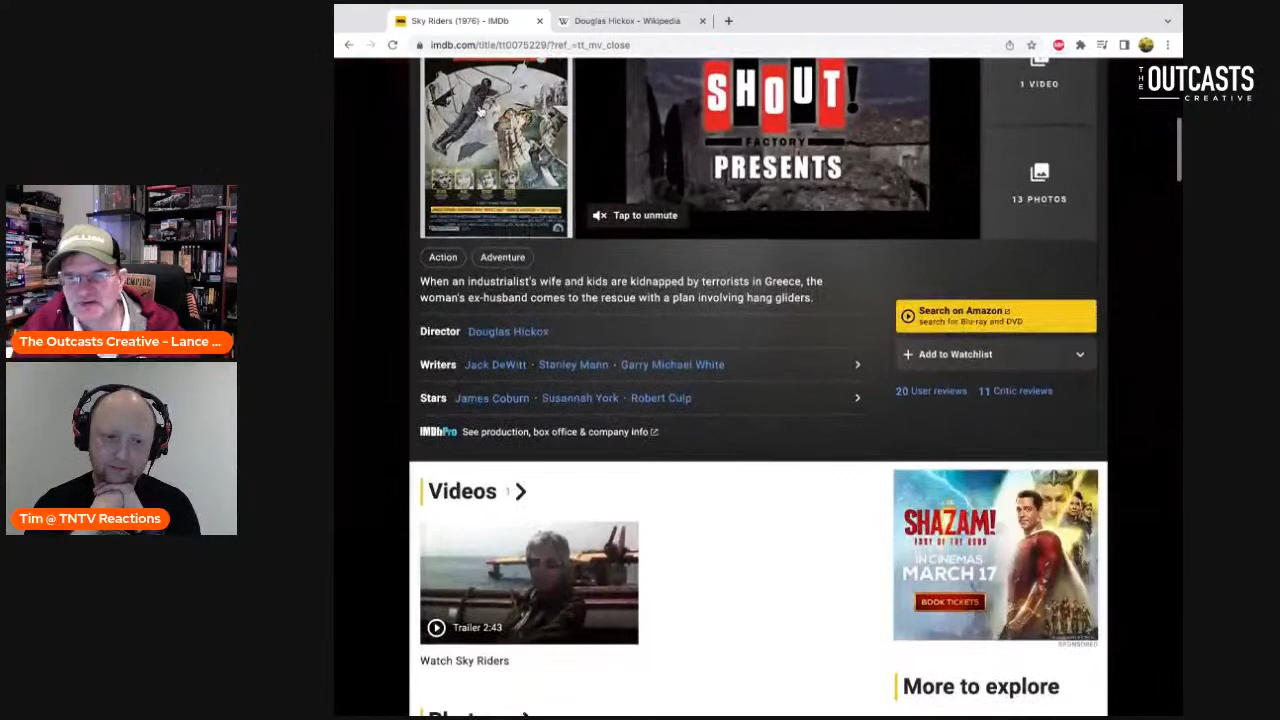 Sky Riders (1976) - IMDb
Douglas Hickox - Wikipedia
imdb.com/title/tt0075229/?ref_=tt_mv_close
THE OUTCASTS
CREATIVE
SHOUT!
FACTORY
PRESENTS
Tap to unmute
1 VIDEO
13 PHOTOS
Action
Adventure
When an industrialist's wife and kids are kidnapped by terrorists in Greece, the
woman's ex-husband comes to the rescue with a plan involving hang gliders.
Director Douglas Hickox
Writers Jack DeWitt · Stanley Mann · Garry Michael White
Stars James Coburn · Susannah York · Robert Culp
IMDbPro See production, box office & company info
Search on Amazon
search for Blu-ray and DVD
Add to Watchlist
20 User reviews 11 Critic reviews
The Outcasts Creative - Lance ...
Tim @ TNTV Reactions
Videos 1
Trailer 2:43
Watch Sky Riders
SHAZAM!
FURY OF THE GODS
IN CINEMAS
MARCH 17
BOOK TICKETS
SPONSORED
More to explore